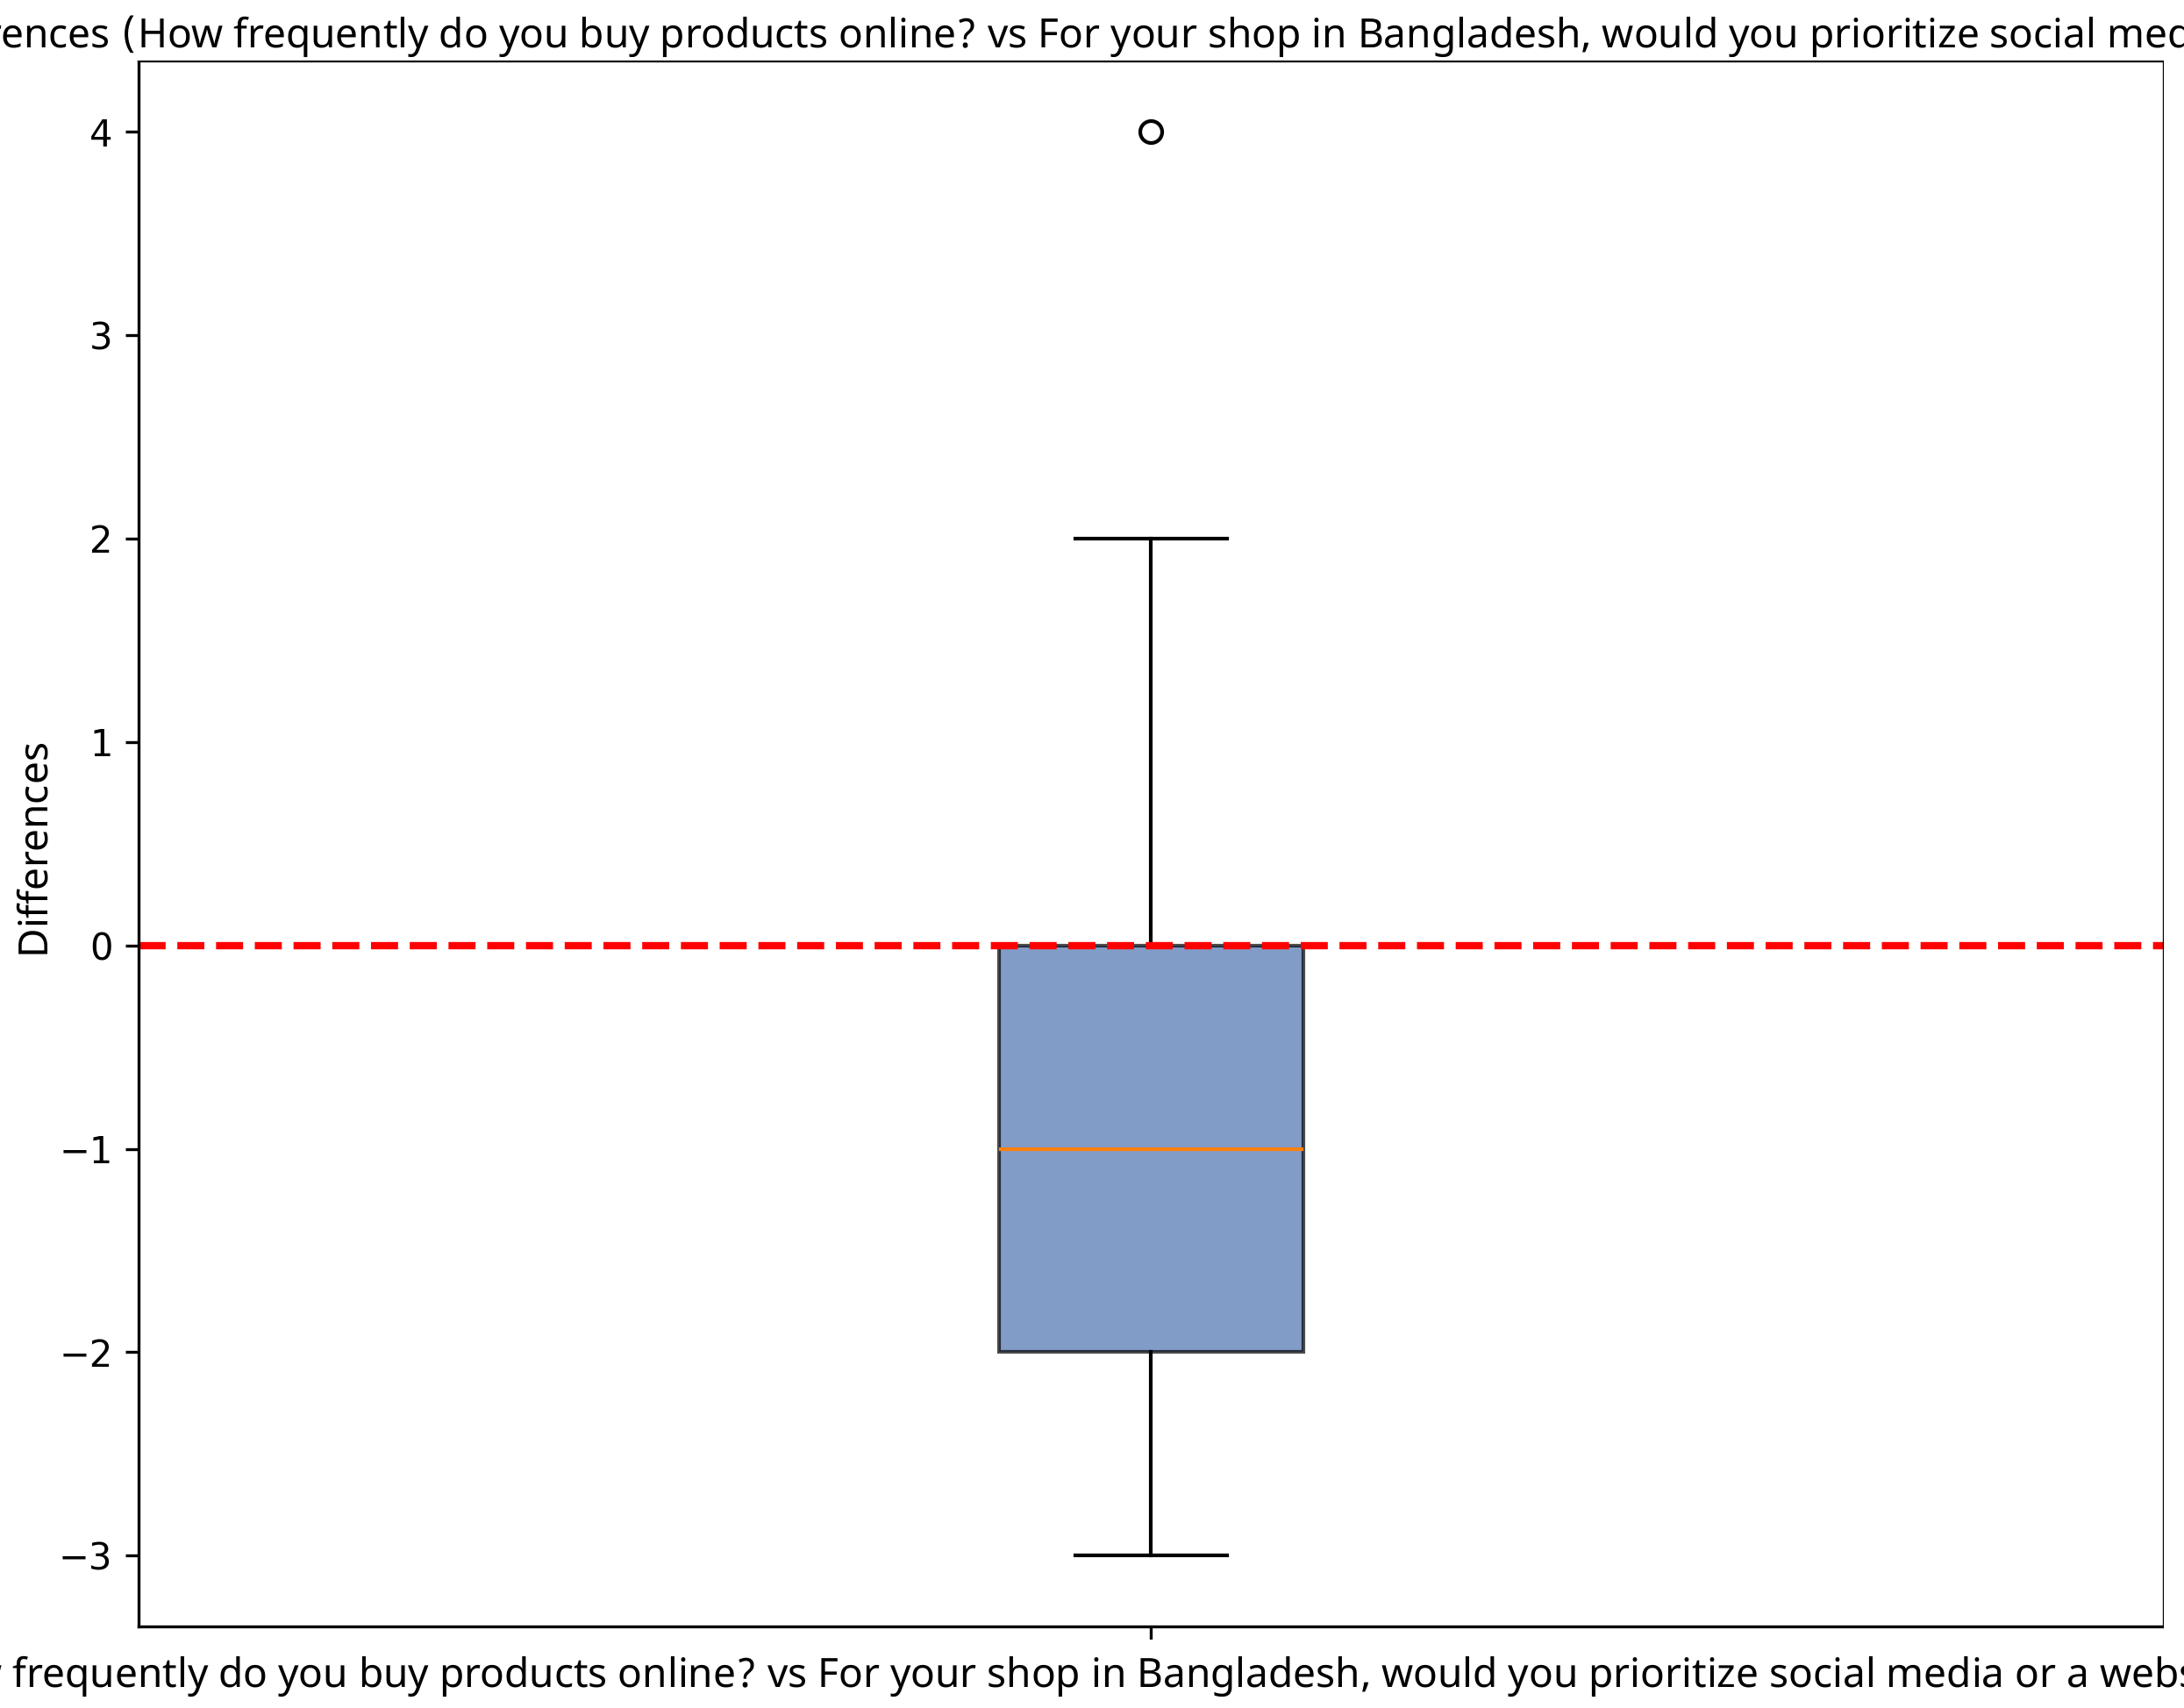 rences (How frequently do you buy products online? vs For your shop in Bangladesh, would you prioritize social med
4
3
2
1
0
−1
−2
−3
Differences
frequently do you buy products online? vs For your shop in Bangladesh, would you prioritize social media or a webs